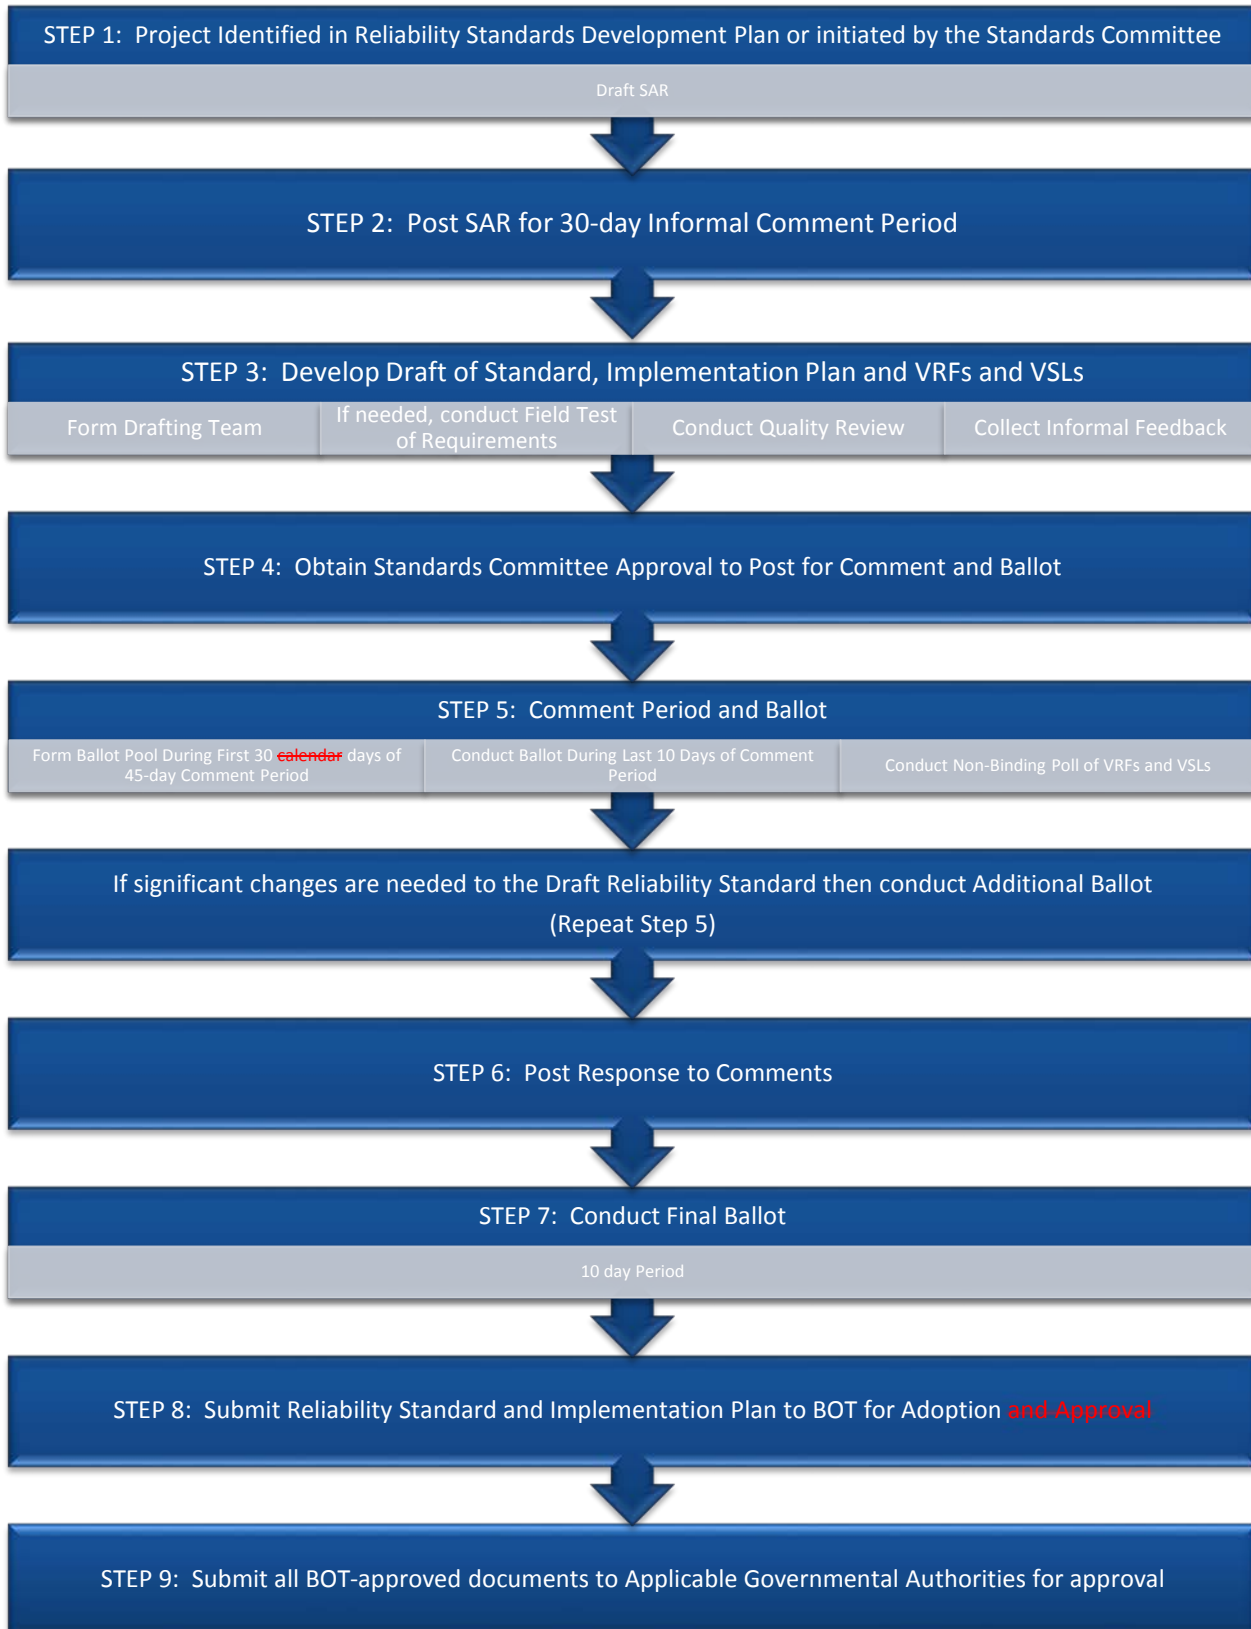 STEP 1: Project Identified in Reliability Standards Development Plan or initiated by the Standards Committee
Draft SAR
STEP 2: Post SAR for 30-day Informal Comment Period
STEP 3: Develop Draft of Standard, Implementation Plan and VRFs and VSLs
Form Drafting Team
If needed, conduct Field Test
of Requirements
Conduct Quality Review
Collect Informal Feedback
STEP 4: Obtain Standards Committee Approval to Post for Comment and Ballot
STEP 5: Comment Period and Ballot
Form Ballot Pool During First 30 calendar days of
45-day Comment Period
Conduct Ballot During Last 10 Days of Comment
Period
Conduct Non-Binding Poll of VRFs and VSLs
If significant changes are needed to the Draft Reliability Standard then conduct Additional Ballot
(Repeat Step 5)
STEP 6: Post Response to Comments
STEP 7: Conduct Final Ballot
10 day Period
STEP 8: Submit Reliability Standard and Implementation Plan to BOT for Adoption and Approval
STEP 9: Submit all BOT-approved documents to Applicable Governmental Authorities for approval